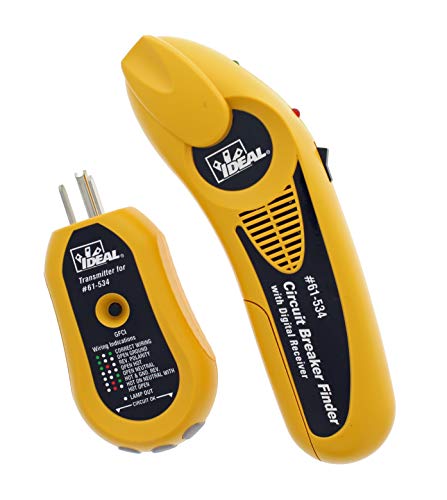 IDEAL®
Transmitter for
#61-534
GFCI
Wiring Indications
CORRECT WIRING
OPEN GROUND
REV. POLARITY
OPEN HOT
OPEN NEUTRAL
HOT & GND. REV.
HOT ON NEUTRAL WITH
HOT OPEN
LAMP OUT
CIRCUIT OK
IDEAL®
#61-534
Circuit Breaker Finder
with Digital Receiver